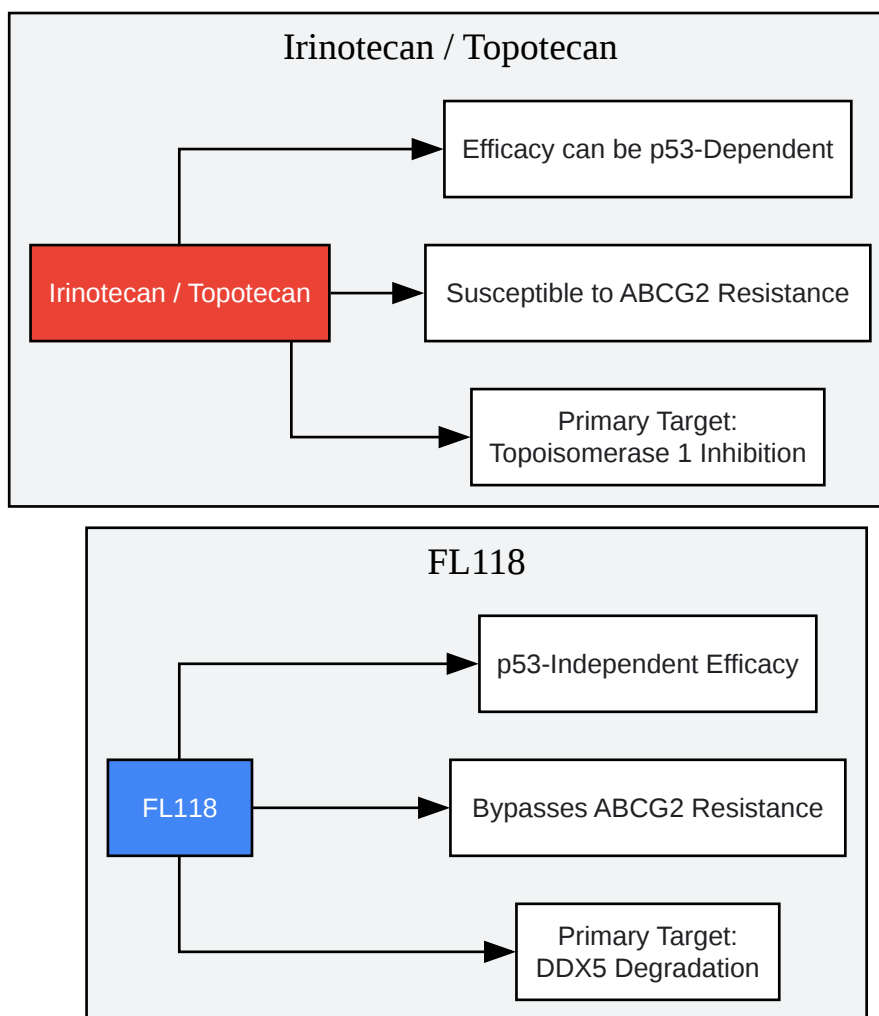 Irinotecan / Topotecan
Efficacy can be p53-Dependent
Irinotecan / Topotecan
Susceptible to ABCG2 Resistance
Primary Target:
Topoisomerase 1 Inhibition
FL118
p53-Independent Efficacy
FL118
Bypasses ABCG2 Resistance
Primary Target:
DDX5 Degradation